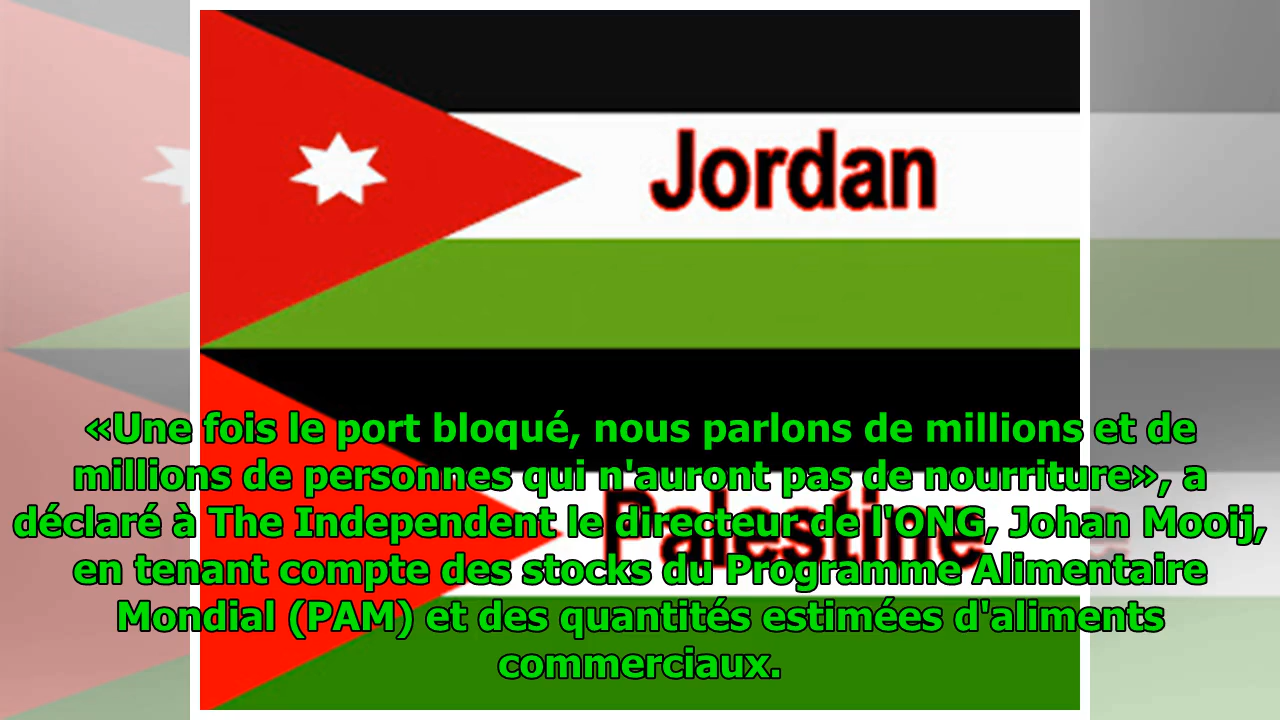 Jordan
«Une fois le port bloqué, nous parlons de millions et de
millions de personnes qui n'auront pas de nourriture», a
déclaré à The Independent le directeur de l'ONG, Johan Mooij,
Palestine
en tenant compte des stocks du Programme Alimentaire
Mondial (PAM) et des quantités estimées d'aliments
commerciaux.